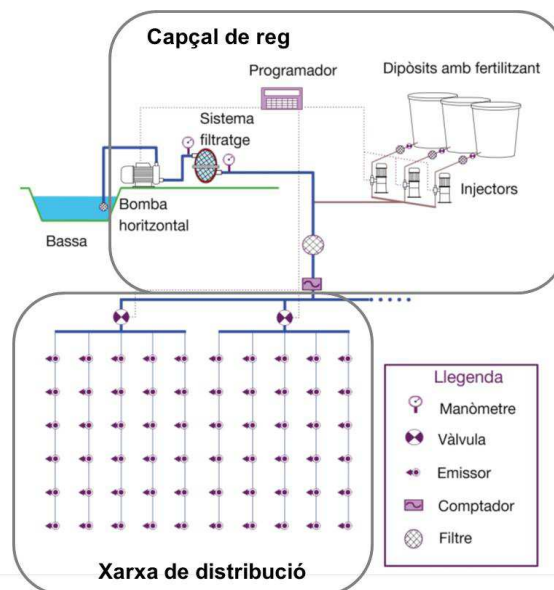 Capçal de reg
Programador
Dipòsits amb fertilitzant
Sistema
filtratge
Injectors
Bomba
horitzontal
Bassa
Llegenda
Manòmetre
Vàlvula
Emissor
Comptador
Filtre
Xarxa de distribució